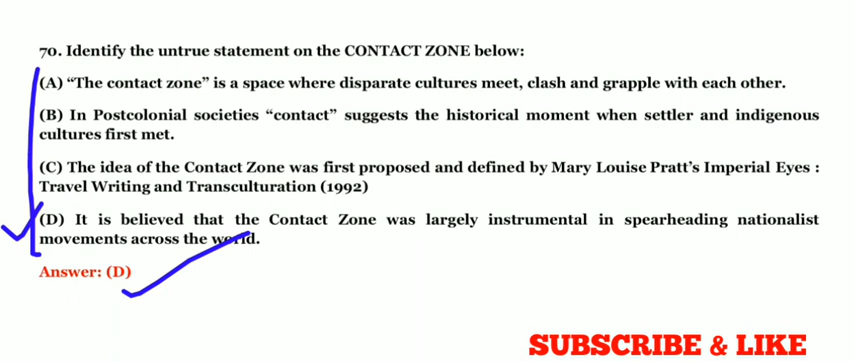 70. Identify the untrue statement on the CONTACT ZONE below:
(A) “The contact zone” is a space where disparate cultures meet, clash and grapple with each other.
(B) In Postcolonial societies “contact” suggests the historical moment when settler and indigenous
cultures first met.
(C) The idea of the Contact Zone was first proposed and defined by Mary Louise Pratt’s Imperial Eyes :
Travel Writing and Transculturation (1992)
(D) It is believed that the Contact Zone was largely instrumental in spearheading nationalist
movements across the world.
Answer: (D)
SUBSCRIBE & LIKE